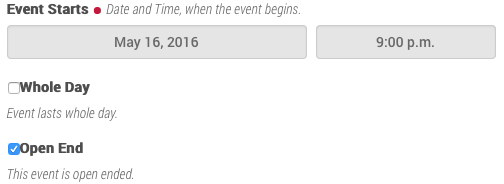 Event Starts ● Date and Time, when the event begins.
May 16, 2016 9:00 p.m.
Whole Day
Event lasts whole day.
Open End
This event is open ended.